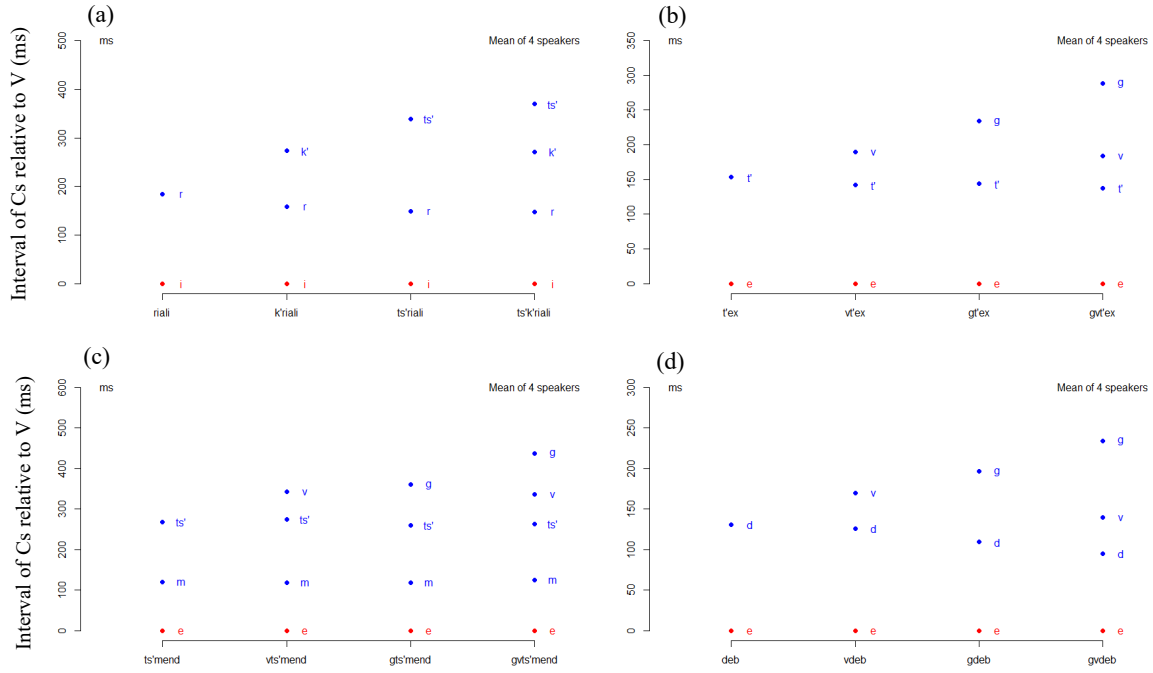 (a)
Interval of Cs relative to V (ms)
ms
Mean of 4 speakers
500
400
300
200
100
0
r
i
k'
r
i
ts'
r
i
ts'
k'
r
i
riali
k'riali
ts'riali
ts'k'riali
(b)
ms
Mean of 4 speakers
350
300
250
200
150
100
50
0
t'
e
v
t'
e
g
t'
e
g
v
t'
e
t'ex
vt'ex
gt'ex
gvt'ex
(c)
Interval of Cs relative to V (ms)
ms
Mean of 4 speakers
600
500
400
300
200
100
0
ts'
m
e
v
ts'
m
e
g
ts'
m
e
g
v
ts'
m
e
ts'mend
vts'mend
gts'mend
gvts'mend
(d)
ms
Mean of 4 speakers
300
250
200
150
100
50
0
d
e
v
d
e
g
d
e
g
v
d
e
deb
vdeb
gdeb
gvdeb